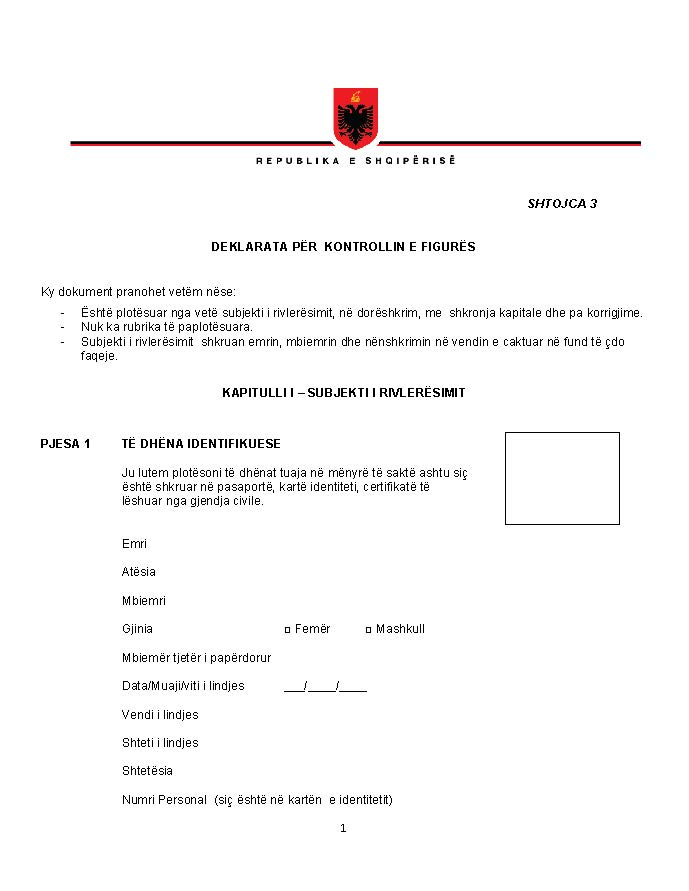 REPUBLIKA E SHQIPËRISË
SHTOJCA 3
DEKLARATA PËR KONTROLLIN E FIGURËS
Ky dokument pranohet vetëm nëse:
- Është plotësuar nga vetë subjekti i rivlerësimit, në dorëshkrim, me shkronja kapitale dhe pa korrigjime.
- Nuk ka rubrika të paplotësuara.
- Subjekti i rivlerësimit shkruan emrin, mbiemrin dhe nënshkrimin në vendin e caktuar në fund të çdo
faqeje.
KAPITULLI I – SUBJEKTI I RIVLERËSIMIT
PJESA 1 TË DHËNA IDENTIFIKUESE
Ju lutem plotësoni të dhënat tuaja në mënyrë të saktë ashtu siç
është shkruar në pasaportë, kartë identiteti, certifikatë të
lëshuar nga gjendja civile.
Emri
Atësia
Mbiemri
Gjinia □ Femër □ Mashkull
Mbiemër tjetër i papërdorur
Data/Muaji/viti i lindjes ___/____/____
Vendi i lindjes
Shteti i lindjes
Shtetësia
Numri Personal (siç është në kartën e identitetit)
1